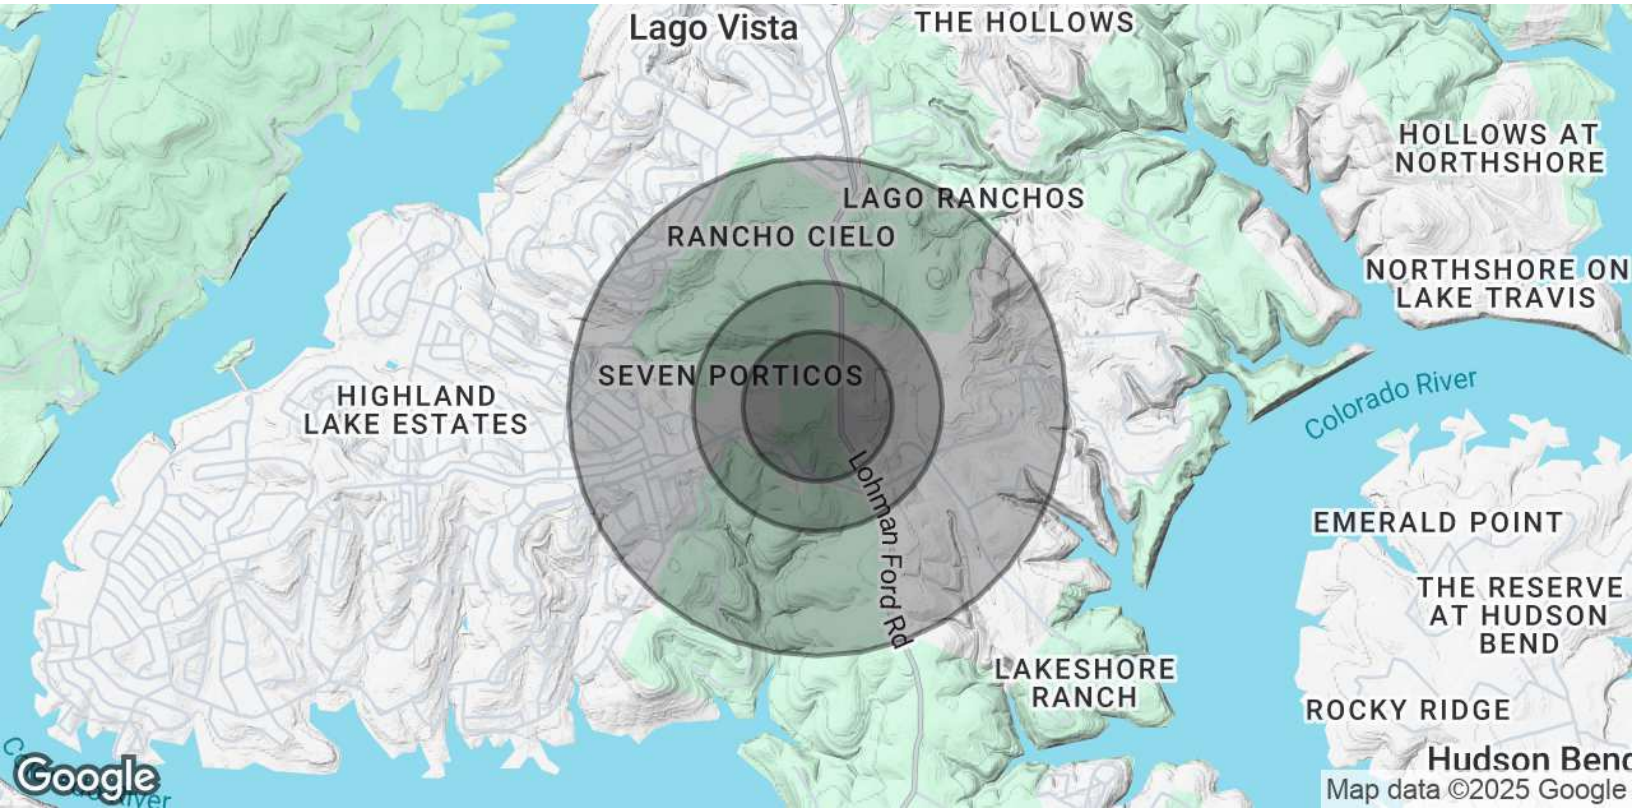 Lago Vista
THE HOLLOWS
HOLLOWS AT
NORTHSHORE
LAGO RANCHOS
RANCHO CIELO
NORTHSHORE ON
LAKE TRAVIS
SEVEN PORTICOS
HIGHLAND
LAKE ESTATES
Colorado River
Lohman Ford Rd
EMERALD POINT
THE RESERVE
AT HUDSON
BEND
LAKESHORE
RANCH
ROCKY RIDGE
Hudson Bend
Google
River
Map data ©2025 Google